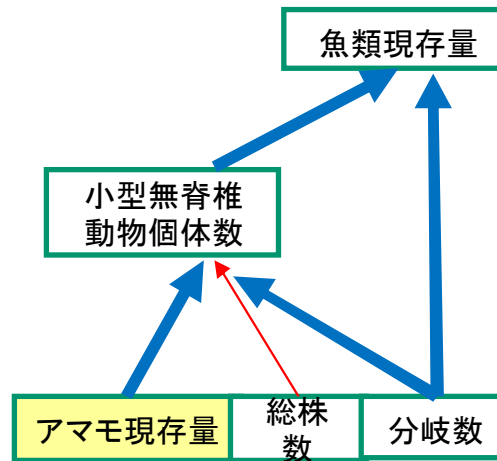 魚類現存量
小型無脊椎
動物個体数
アマモ現存量
総株
数
分岐数